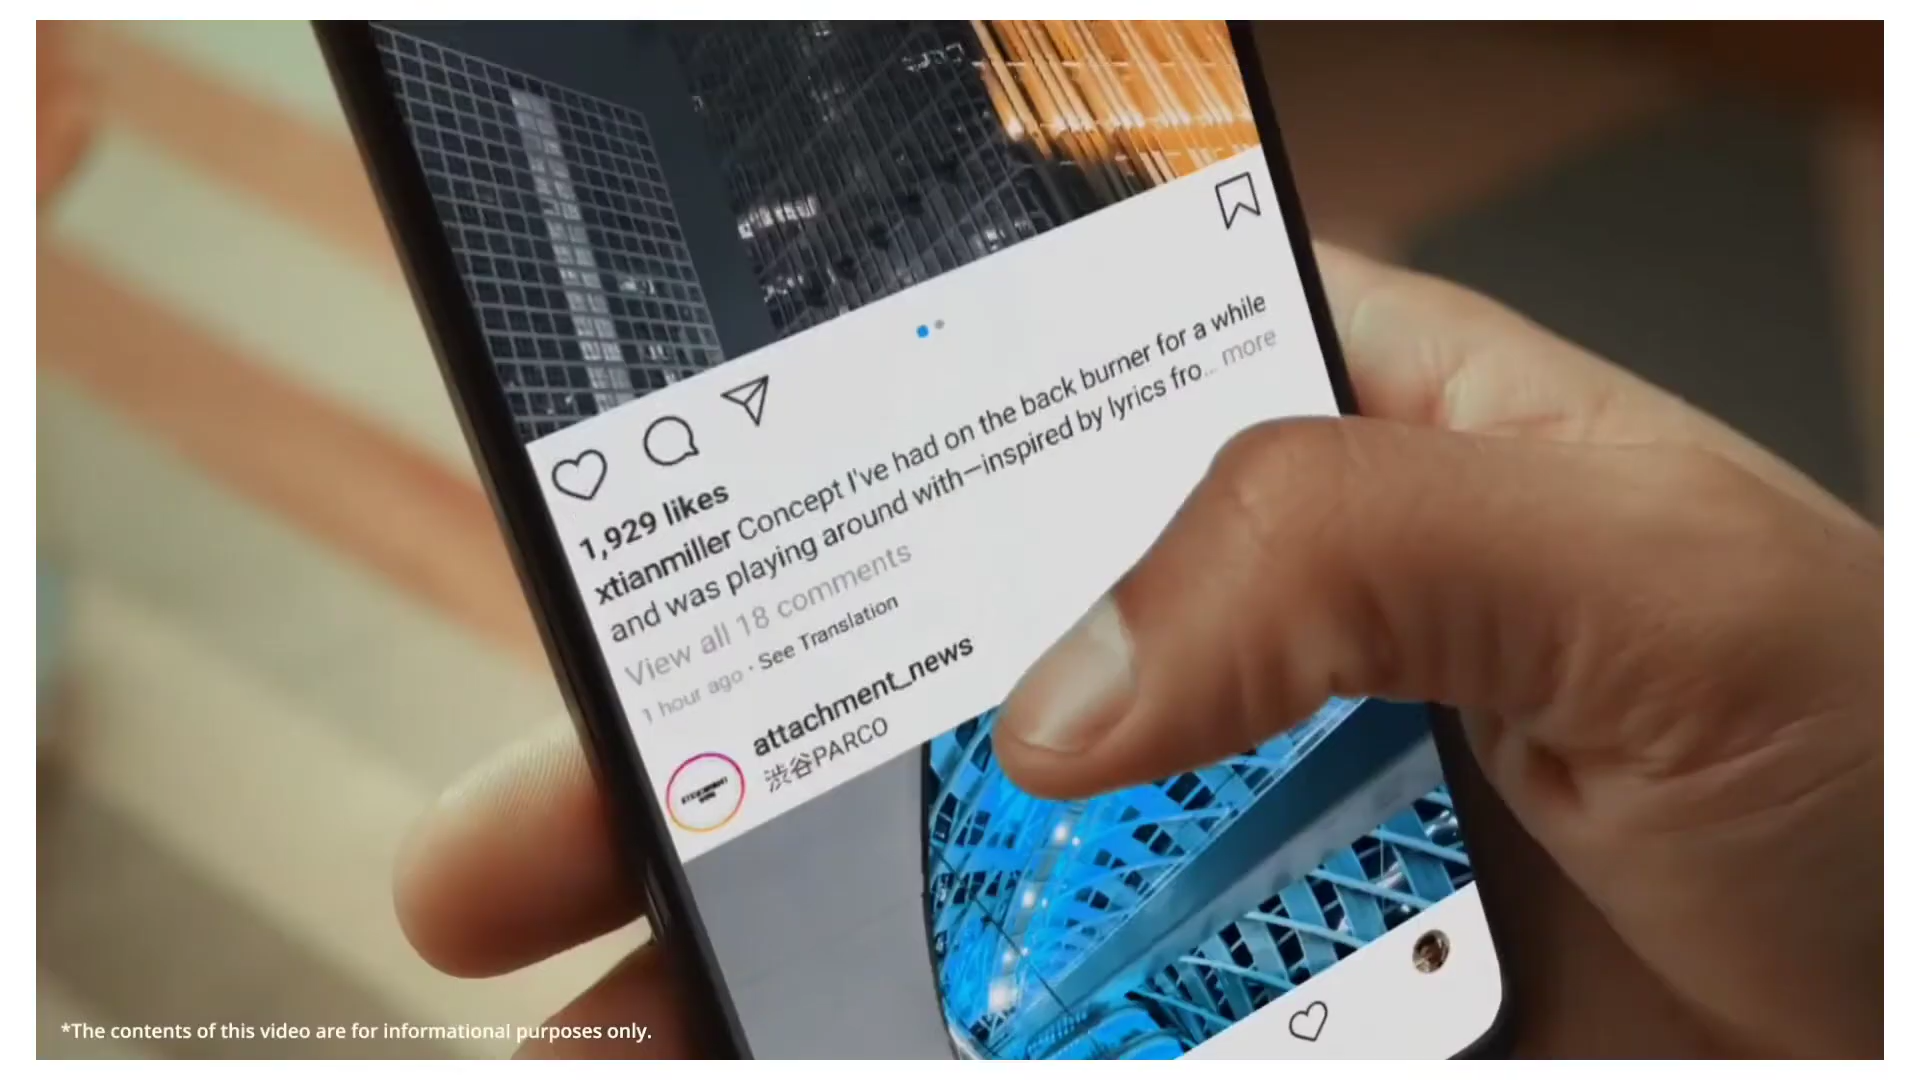 1,929 likes
xtianmiller Concept I've had on the back burner for a while
and was playing around with—inspired by lyrics fro... more
View all 18 comments
1 hour ago · See Translation
attachment_news
渋谷PARCO
*The contents of this video are for informational purposes only.